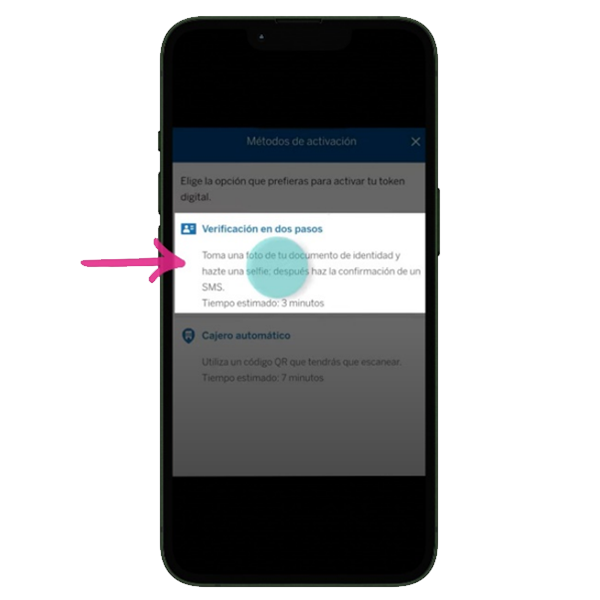 Métodos de activación
Elige la opción que prefieras para activar tu token
digital.
Verificación en dos pasos
Toma una foto de tu documento de identidad y
hazte una selfie; después haz la confirmación de un
SMS.
Tiempo estimado: 3 minutos
Cajero automático
Utiliza un código QR que tendrás que escanear.
Tiempo estimado: 7 minutos